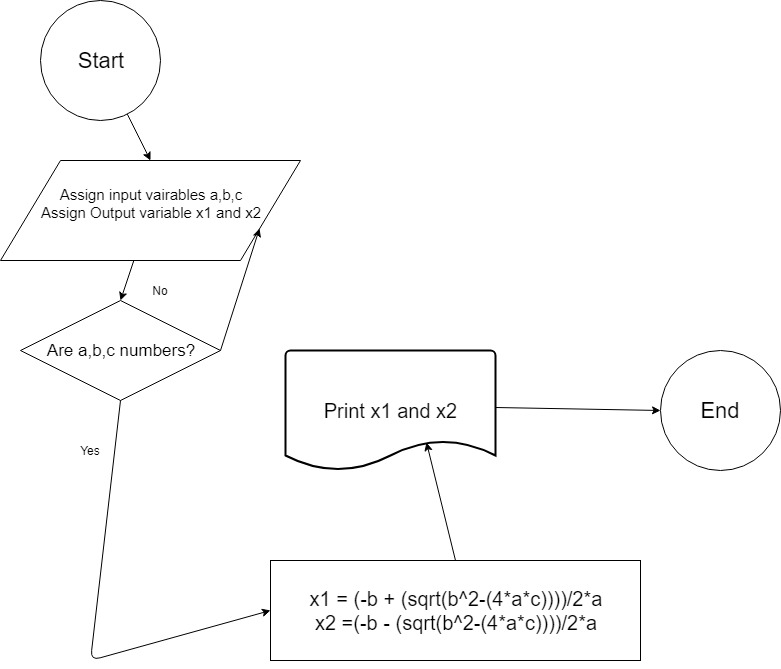 Start
Assign input vairables a,b,c
Assign Output variable x1 and x2
No
Are a,b,c numbers?
Yes
Print x1 and x2
End
x1 = (-b + (sqrt(b^2-(4*a*c))))/2*a
x2 =(-b - (sqrt(b^2-(4*a*c))))/2*a